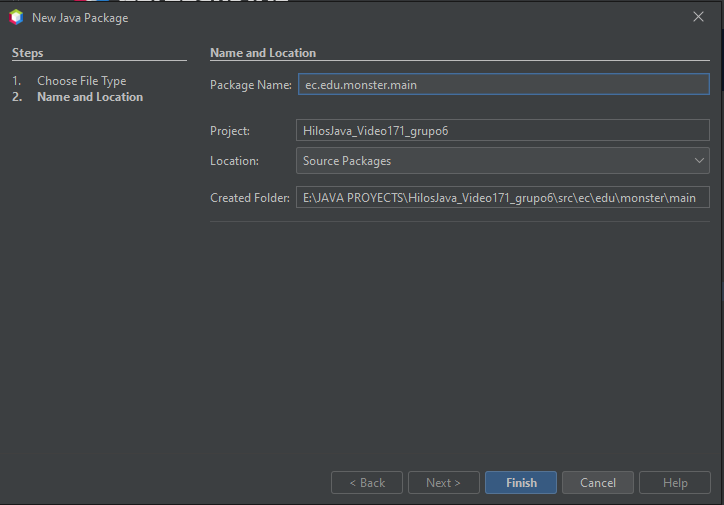 New Java Package
Steps
1. Choose File Type
2. Name and Location
Name and Location
Package Name: ec.edu.monster.main
Project: HilosJava_Video171_grupo6
Location: Source Packages
Created Folder: E:\JAVA PROYECTS\HilosJava_Video171_grupo6\src\ec\edu\monster\main
< Back Next > Finish Cancel Help